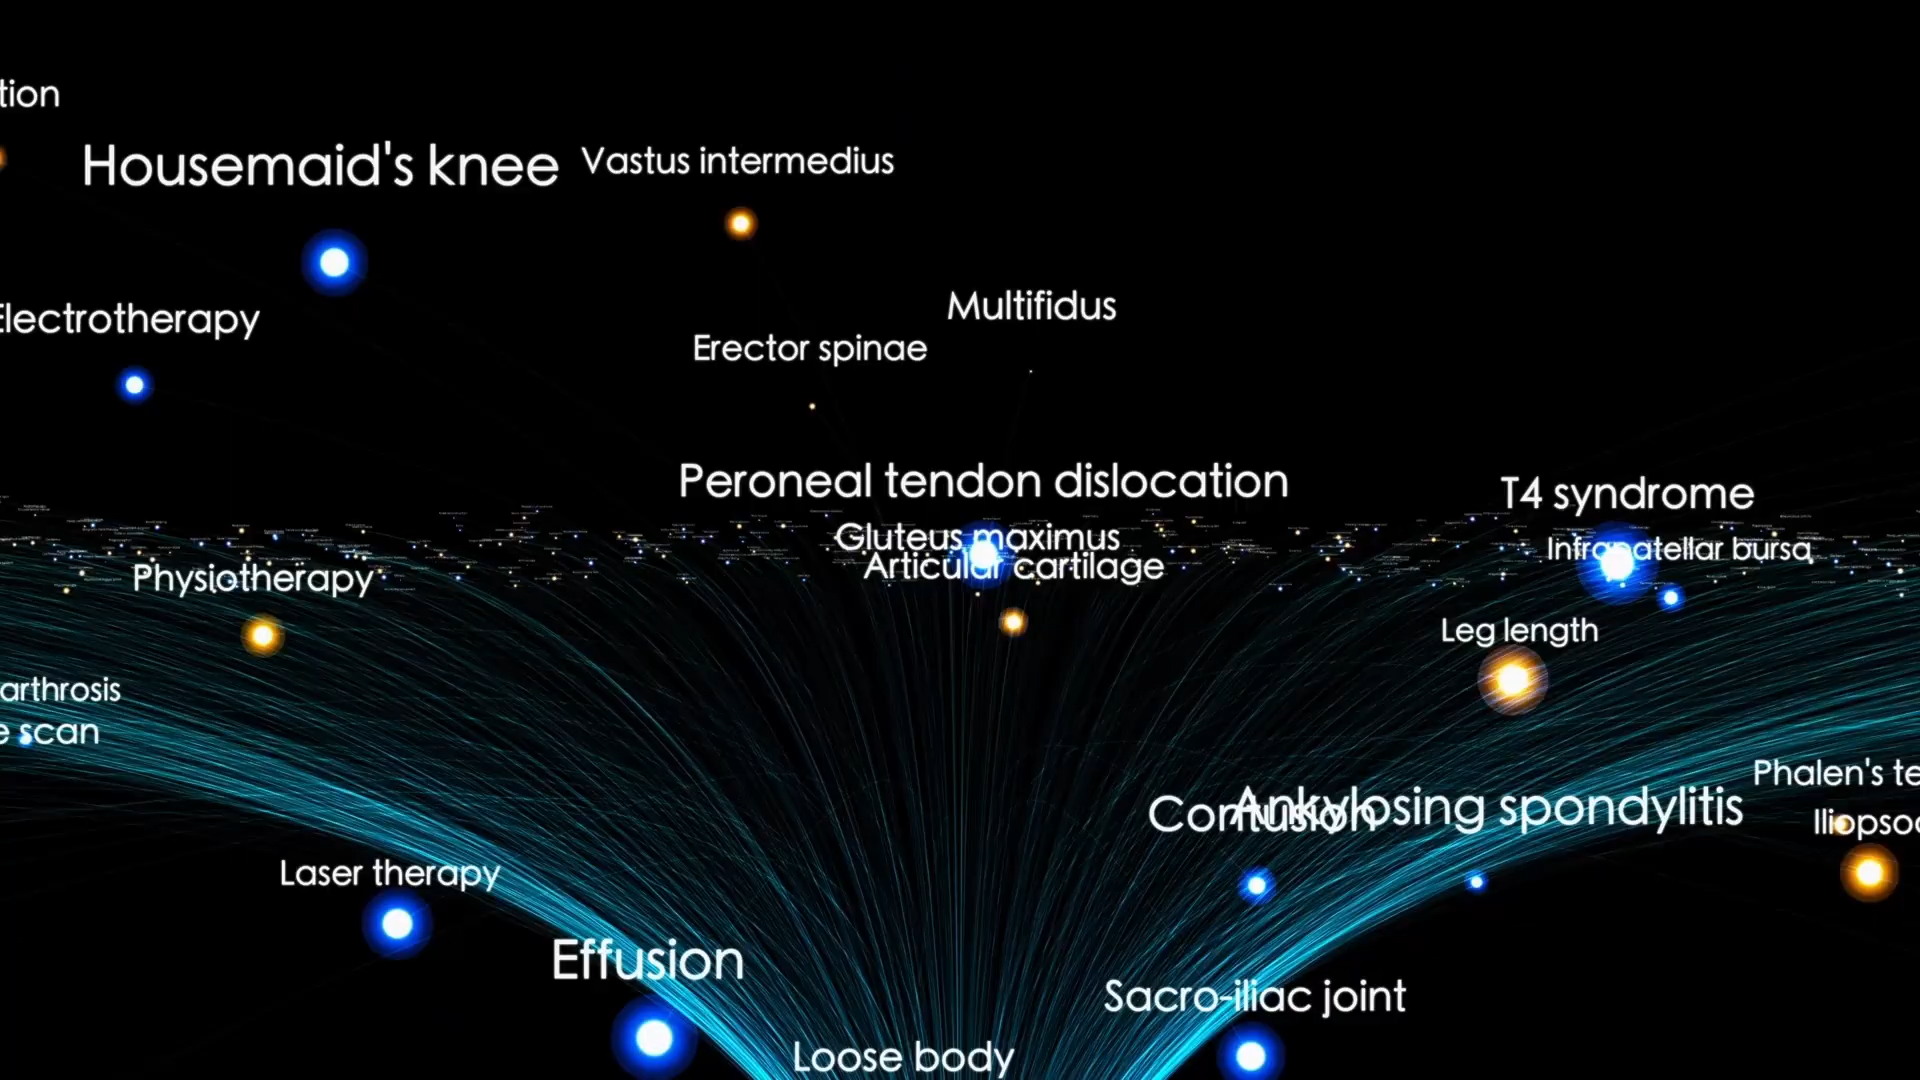 tion
Housemaid's knee
Vastus intermedius
Electrotherapy
Multifidus
Erector spinae
Peroneal tendon dislocation
T4 syndrome
Gluteus maximus
Infrapatellar bursa
Articular cartilage
Physiotherapy
Leg length
arthrosis
e scan
Phalen's te
Contusion
Ankylosing spondylitis
Iliopsoa
Laser therapy
Effusion
Sacro-iliac joint
Loose body